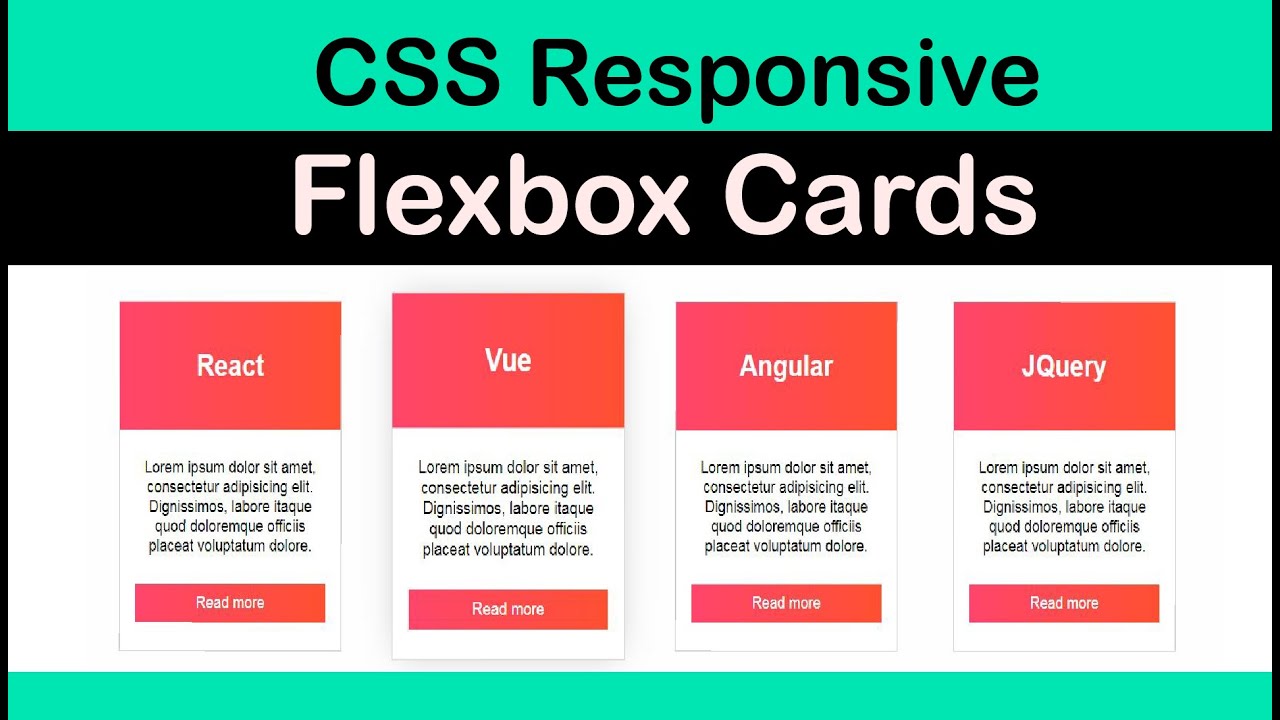 CSS Responsive
Flexbox Cards
React
Lorem ipsum dolor sit amet,
consectetur adipisicing elit.
Dignissimos, labore itaque
quod doloremque officiis
placeat voluptatum dolore.
Read more
Vue
Lorem ipsum dolor sit amet,
consectetur adipisicing elit.
Dignissimos, labore itaque
quod doloremque officiis
placeat voluptatum dolore.
Read more
Angular
Lorem ipsum dolor sit amet,
consectetur adipisicing elit.
Dignissimos, labore itaque
quod doloremque officiis
placeat voluptatum dolore.
Read more
JQuery
Lorem ipsum dolor sit amet,
consectetur adipisicing elit.
Dignissimos, labore itaque
quod doloremque officiis
placeat voluptatum dolore.
Read more